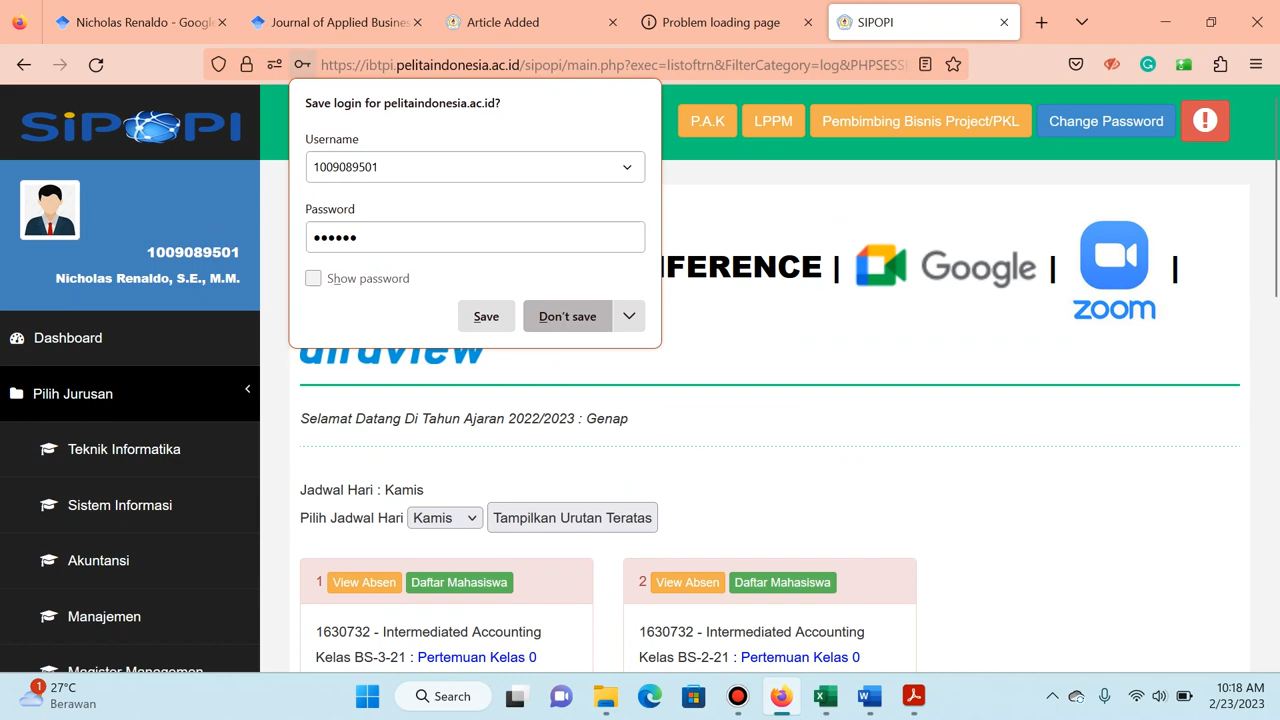 Nicholas Renaldo - Googl
Journal of Applied Busines
Article Added
Problem loading page
SIPOPI
https://ibtpi.pelitaindonesia.ac.id/sipopi/main.php?exec=listoftrn&FilterCategory=log&PHPSESS
SiPOPI
P.A.K
LPPM
Pembimbing Bisnis Project/PKL
Change Password
Save login for pelitaindonesia.ac.id?
Username
1009089501
Password
Show password
Save
Don't save
1009089501
Nicholas Renaldo, S.E., M.M.
FERENCE |
Google |
zoom |
Dashboard
Pilih Jurusan
Teknik Informatika
Sistem Informasi
Akuntansi
Manajemen
Magister Managemen
Selamat Datang Di Tahun Ajaran 2022/2023 : Genap
Jadwal Hari : Kamis
Pilih Jadwal Hari Kamis Tampilkan Urutan Teratas
1 View Absen Daftar Mahasiswa
1630732 - Intermediated Accounting
Kelas BS-3-21 : Pertemuan Kelas 0
2 View Absen Daftar Mahasiswa
1630732 - Intermediated Accounting
Kelas BS-2-21 : Pertemuan Kelas 0
1
27°C
Berawan
Search
10:18 AM
2/23/2023